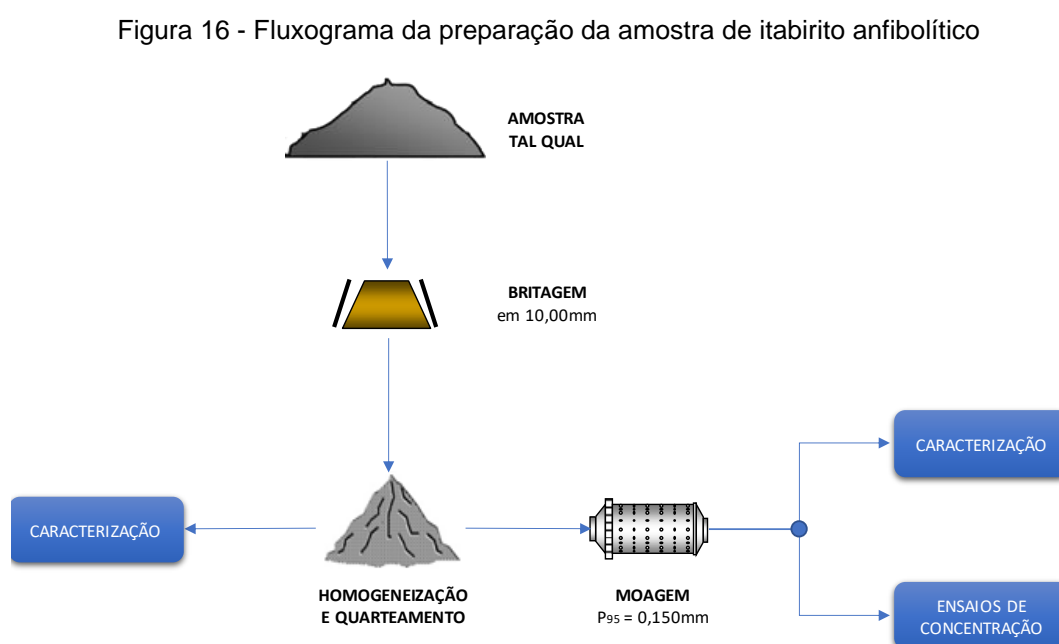 Figura 16 - Fluxograma da preparação da amostra de itabirito anfibolítico
AMOSTRA
TAL QUAL
BRITAGEM
em 10,00mm
CARACTERIZAÇÃO
CARACTERIZAÇÃO
HOMOGENEIZAÇÃO
E QUARTEAMENTO
MOAGEM
P95 = 0,150mm
ENSAIOS DE
CONCENTRAÇÃO